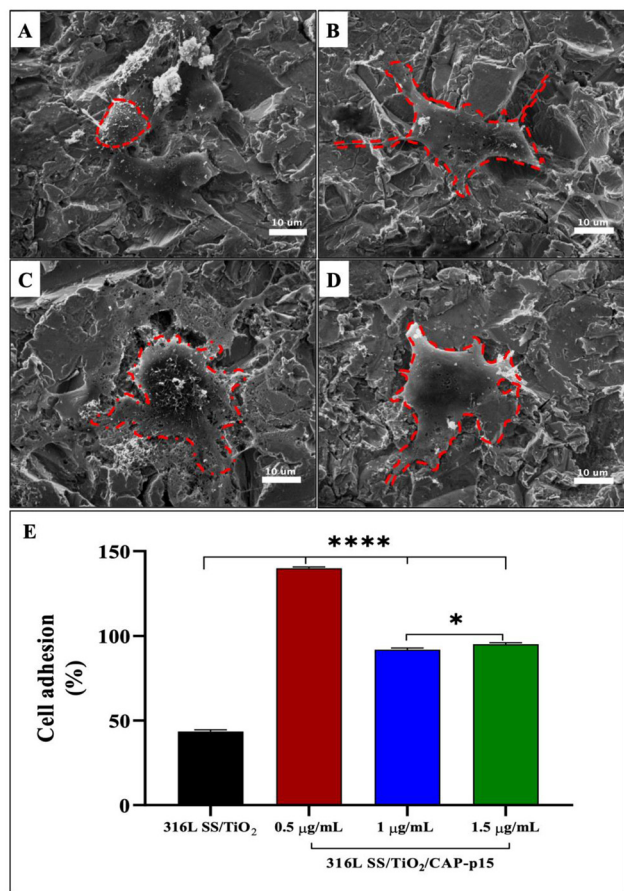 A
B
10 um
10 um
C
D
10 um
10 um
E
****
*
Cell adhesion
(%)
150
100
50
0
316L SS/TiO₂
0.5 µg/mL
1 µg/mL
1.5 µg/mL
316L SS/TiO₂/CAP-p15